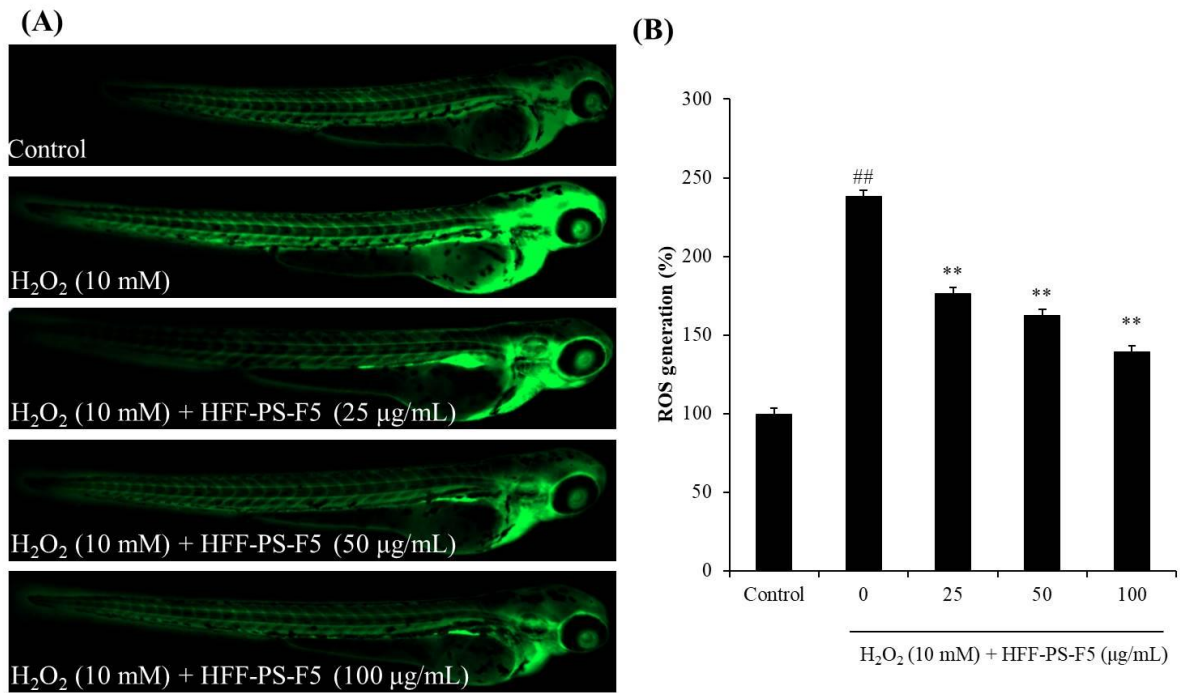 (A)
Control
H₂O₂ (10 mM)
H₂O₂ (10 mM) + HFF-PS-F5 (25 μg/mL)
H₂O₂ (10 mM) + HFF-PS-F5 (50 μg/mL)
H₂O₂ (10 mM) + HFF-PS-F5 (100 μg/mL)
(B)
ROS generation (%)
300
250
200
150
100
50
0
##
**
**
**
Control 0 25 50 100
H₂O₂ (10 mM) + HFF-PS-F5 (μg/mL)